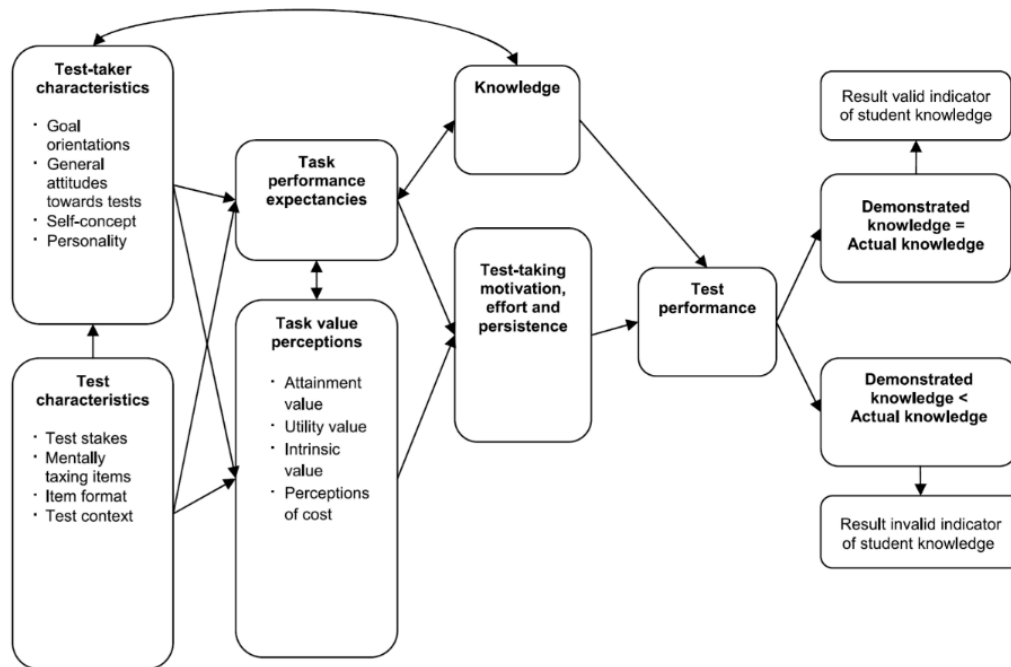 Test-taker
characteristics
· Goal
orientations
· General
attitudes
towards tests
· Self-concept
· Personality
Test
characteristics
· Test stakes
· Mentally
taxing items
· Item format
· Test context
Task
performance
expectancies
Task value
perceptions
· Attainment
value
· Utility value
· Intrinsic
value
· Perceptions
of cost
Knowledge
Test-taking
motivation,
effort and
persistence
Test
performance
Result valid indicator
of student knowledge
Demonstrated
knowledge =
Actual knowledge
Demonstrated
knowledge <
Actual knowledge
Result invalid indicator
of student knowledge